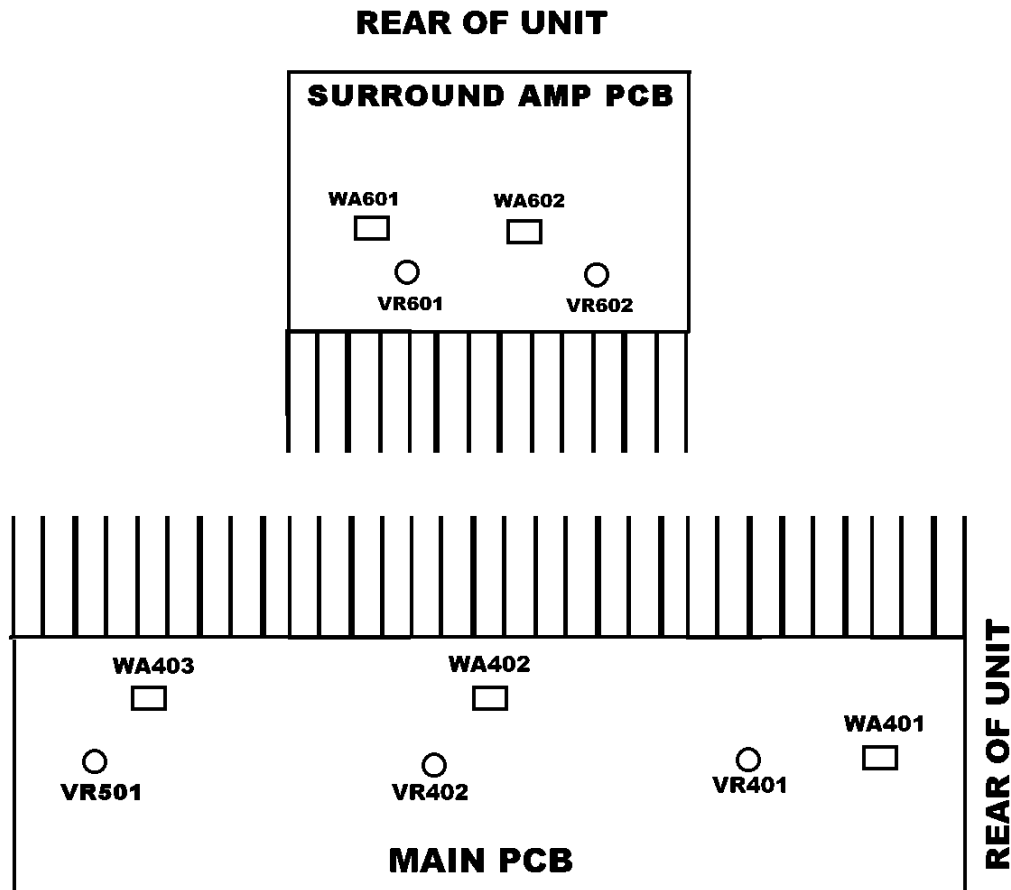 REAR OF UNIT
SURROUND AMP PCB
WA601
WA602
VR601
VR602
WA403
WA402
WA401
VR501
VR402
VR401
MAIN PCB
REAR OF UNIT